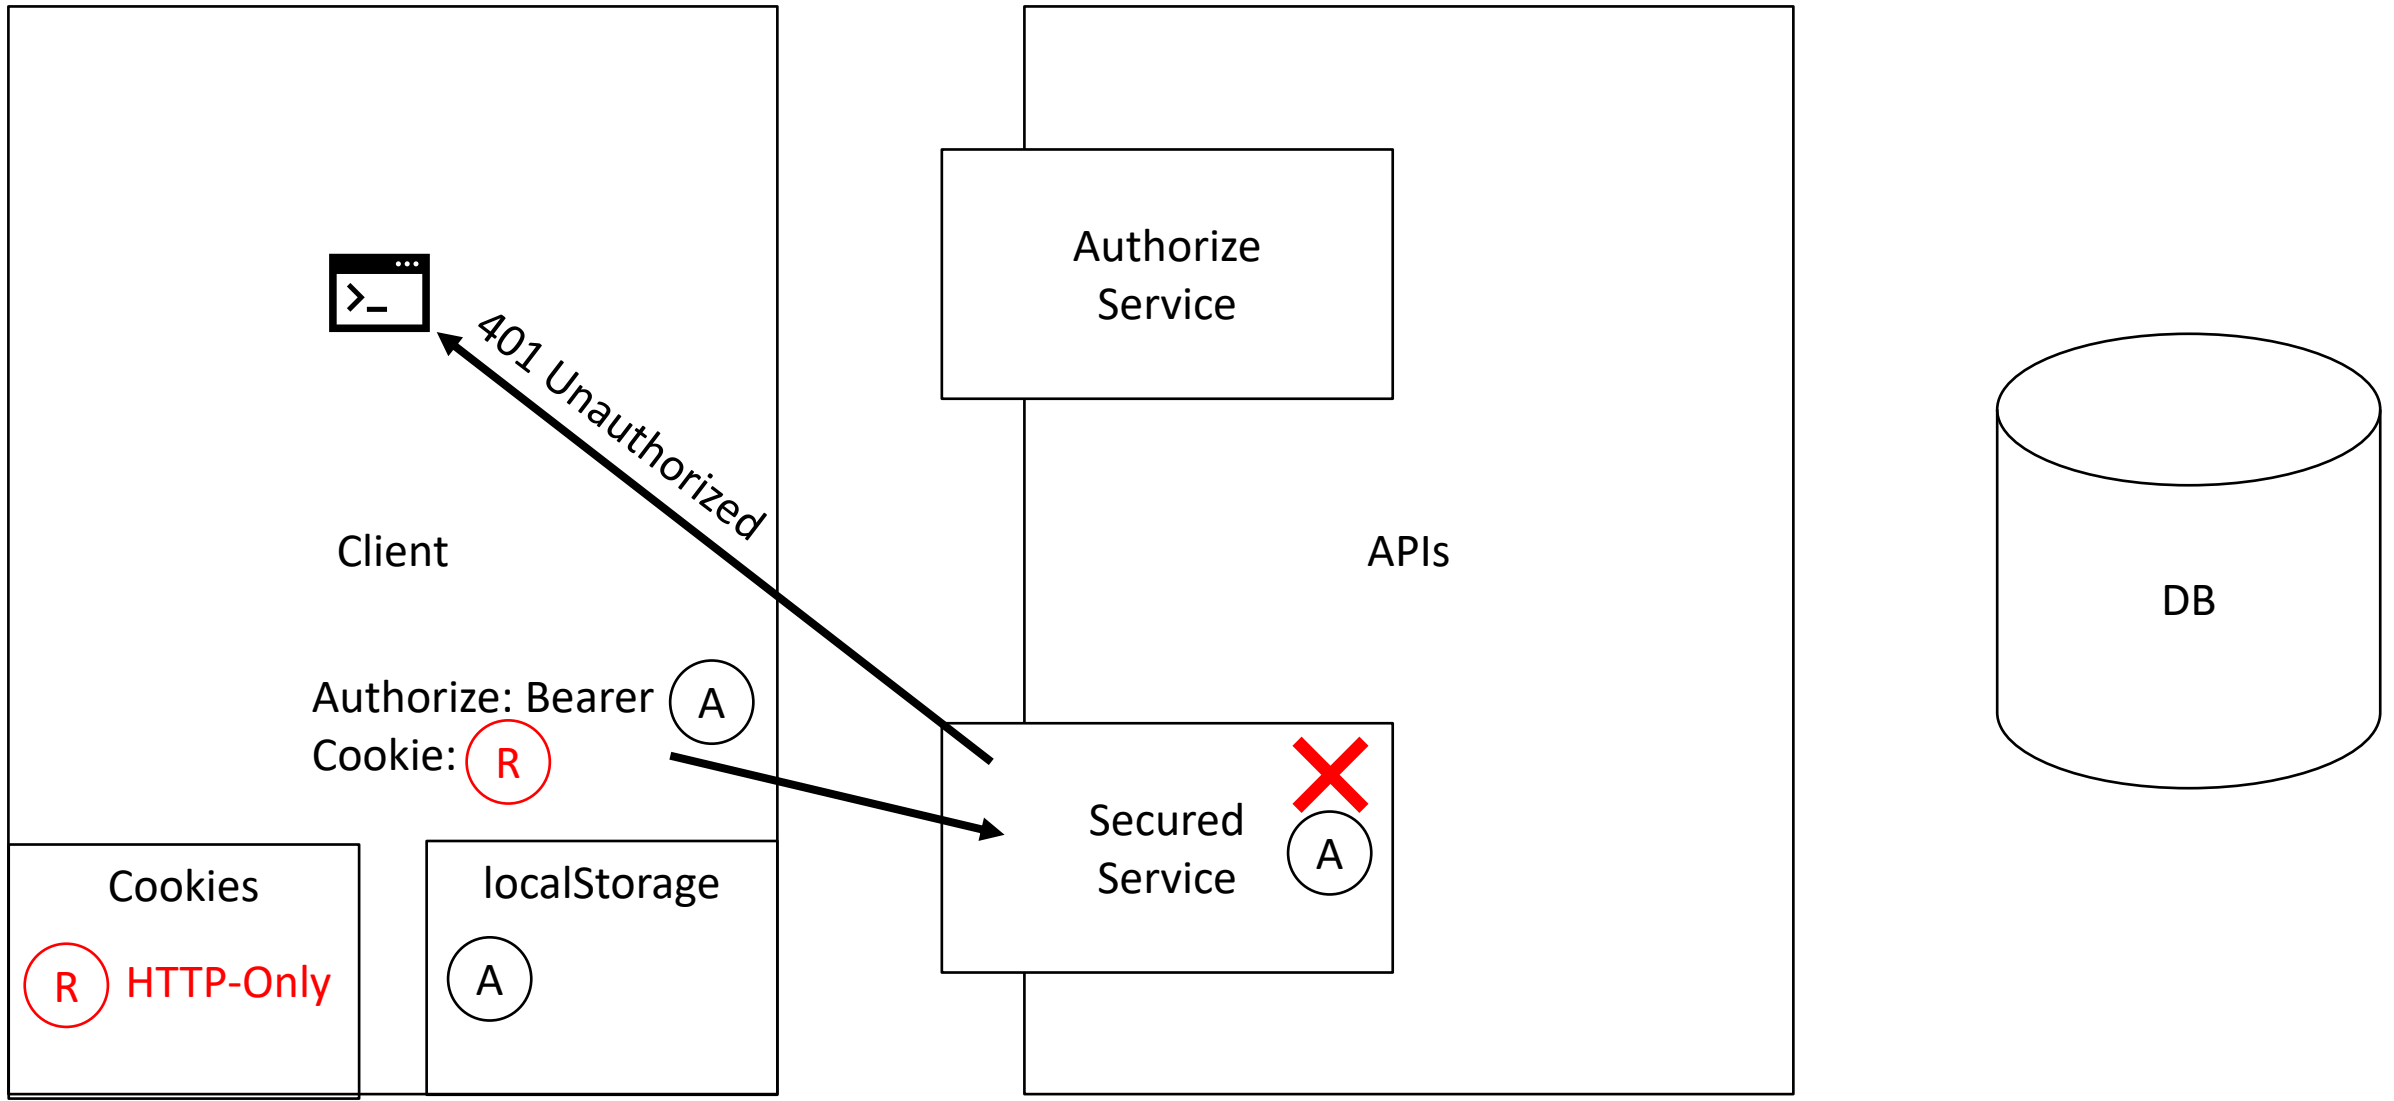 Authorize
Service
401 Unauthorized
Client
APIs
DB
Authorize: Bearer A
Cookie: R
Secured
Service
A
Cookies
R HTTP-Only
localStorage
A